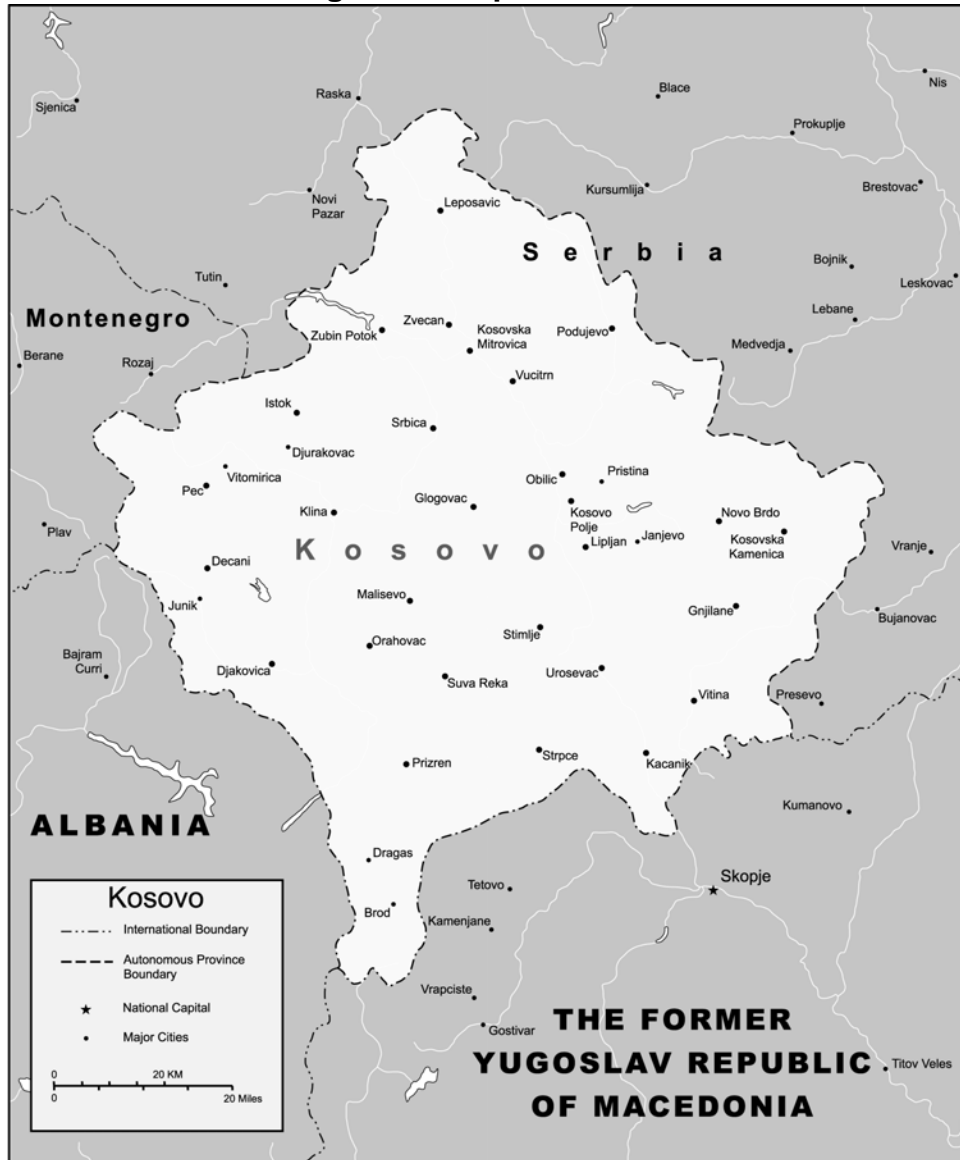 Sjenica
Raska
Blace
Nis
Prokuplje
Novi
Pazar
Kursumlija
Brestovac
Leposavic
Serbia
Tutin
Bojnik
Leskovac
Montenegro
Zvecan
Zubin Potok
Kosovska
Mitrovica
Podujevo
Lebane
Medvedja
Berane
Rozaj
Vucitrn
Istok
Srbica
Djurakovac
Vitomirica
Pec
Obilic
Pristina
Klina
Glogovac
Kosovo
Polje
Novo Brdo
Plav
Kosovo
Lipljan
Janjevo
Kosovska
Kamenica
Vranje
Decani
Junik
Malisevo
Gnjilane
Bujanovac
Orahovac
Stimlje
Bajram
Curri
Djakovica
Suva Reka
Urosevac
Vitina
Presevo
Prizren
Strpce
Kacanik
Kumanovo
ALBANIA
Dragas
Skopje
Tetovo
Brod
Kamenjane
Vrapciste
Gostivar
THE FORMER
YUGOSLAV REPUBLIC
OF MACEDONIA
Titov Veles
Kosovo
International Boundary
Autonomous Province
Boundary
National Capital
Major Cities
0 20 KM
0 20 Miles